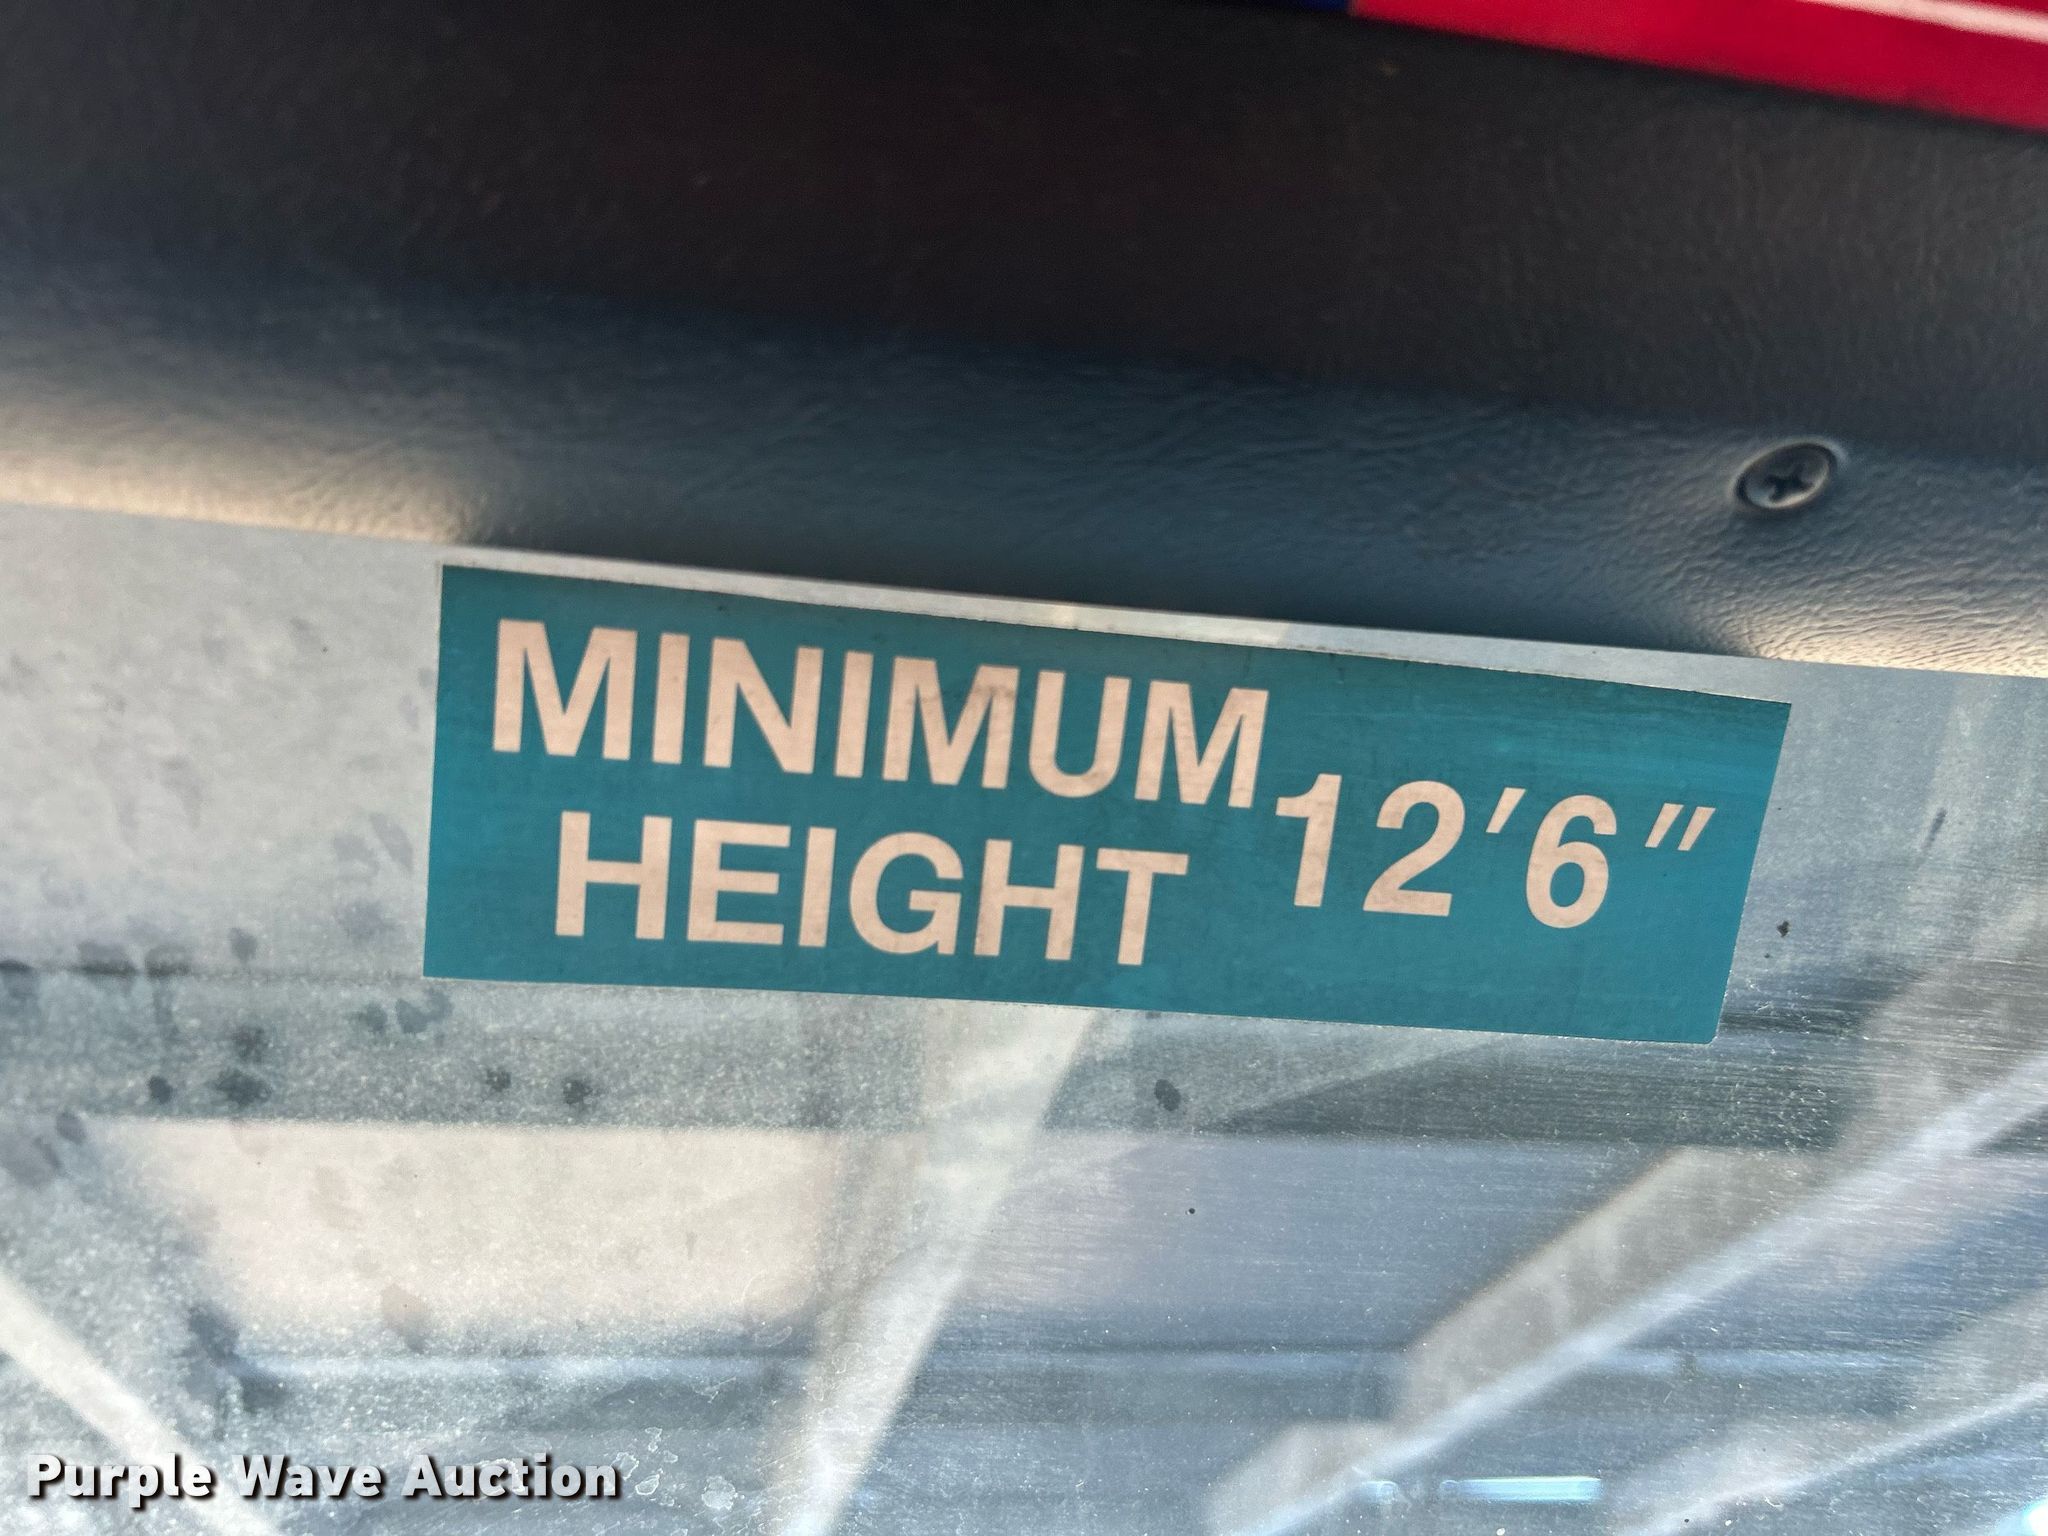 MINIMUM
HEIGHT
12'6"
Purple Wave Auction